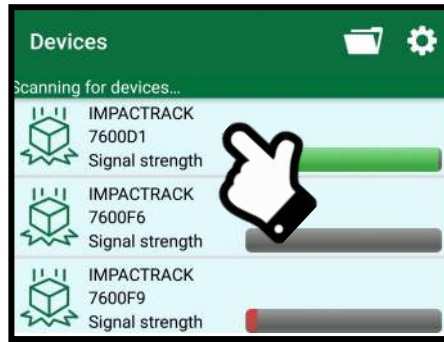 Devices
Scanning for devices...
IMPACTRACK
7600D1
Signal strength
IMPACTRACK
7600F6
Signal strength
IMPACTRACK
7600F9
Signal strength